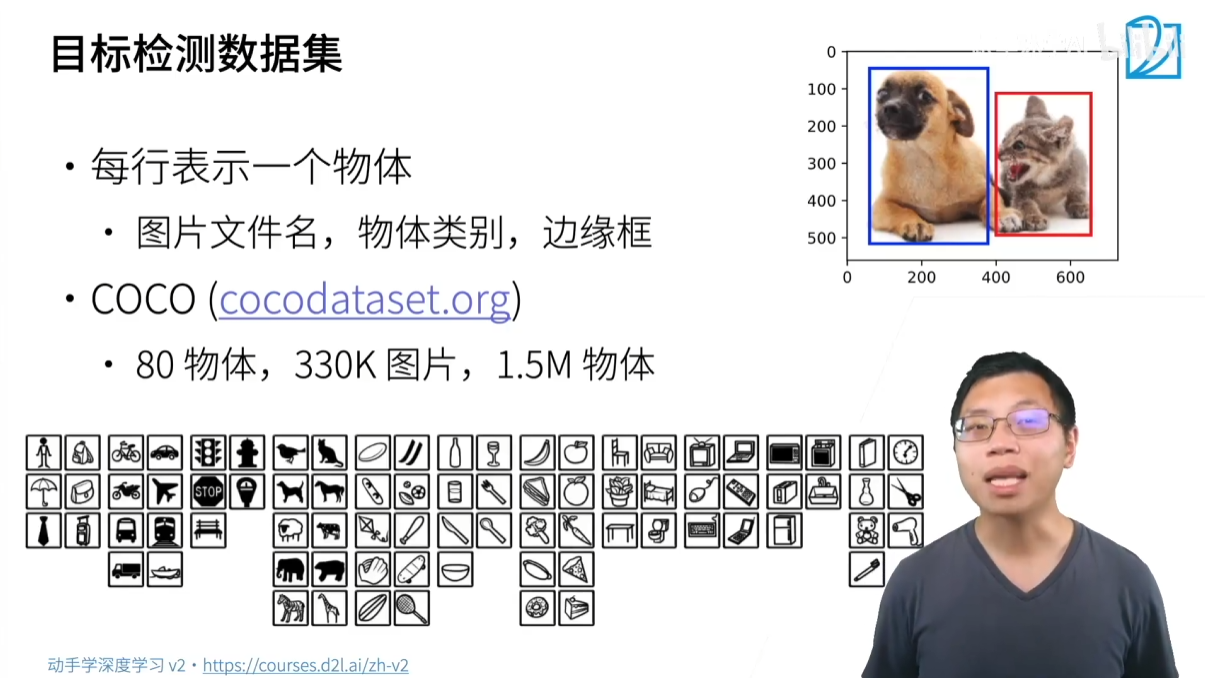 目标检测数据集
bilibili
0
100
200
300
400
500
0 200 400 600
• 每行表示一个物体
• 图片文件名，物体类别，边缘框
• COCO (cocodataset.org)
• 80 物体，330K 图片，1.5M 物体
STOP
动手学深度学习 v2 • https://courses.d2l.ai/zh-v2